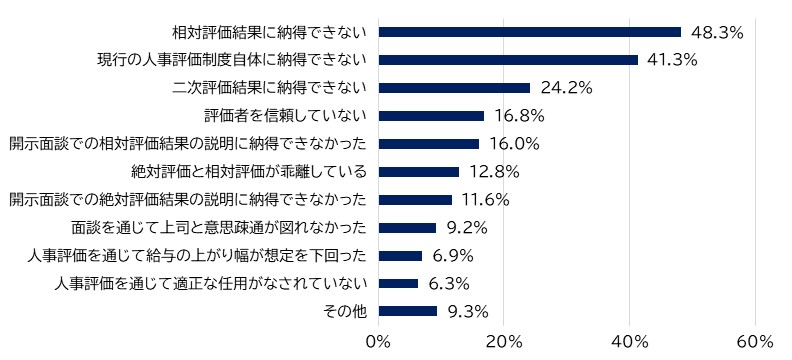 相対評価結果に納得できない 48.3%
現行の人事評価制度自体に納得できない 41.3%
二次評価結果に納得できない 24.2%
評価者を信頼していない 16.8%
開示面談での相対評価結果の説明に納得できなかった 16.0%
絶対評価と相対評価が乖離している 12.8%
開示面談での絶対評価結果の説明に納得できなかった 11.6%
面談を通じて上司と意思疎通が図れなかった 9.2%
人事評価を通じて給与の上がり幅が想定を下回った 6.9%
人事評価を通じて適正な任用がなされていない 6.3%
その他 9.3%
0% 20% 40% 60%